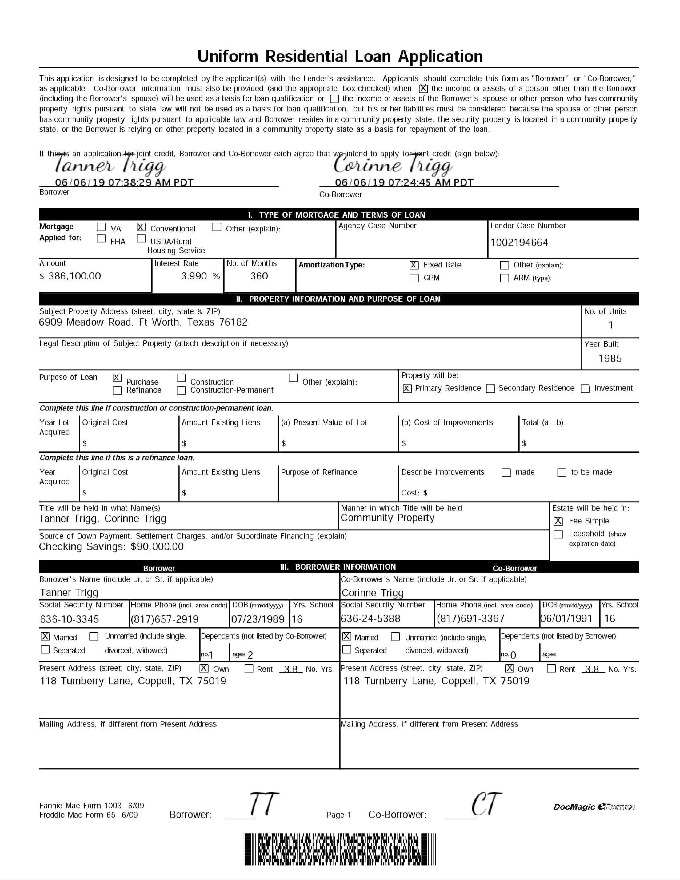 Uniform Residential Loan Application
This application is designed to be completed by the applicant(s) with the Lender's assistance. Applicants should complete this form as "Borrower" or "Co-Borrower,"
as applicable. Co-Borrower information must also be provided (and the appropriate box checked) when [X] the income or assets of a person other than the Borrower
(including the Borrower's spouse) will be used as a basis for loan qualification or [ ] the income or assets of the Borrower's spouse or other person who has community
property rights pursuant to state law will not be used as a basis for loan qualification, but his or her liabilities must be considered because the spouse or other person
has community property rights pursuant to applicable law and Borrower resides in a community property state, the security property is located in a community property
state, or the Borrower is relying on other property located in a community property state as a basis for repayment of the loan.
If this is an application for joint credit, Borrower and Co-Borrower each agree that we intend to apply for joint credit (sign below):
Tanner Trigg Corinne Trigg
06/06/19 07:38:29 AM PDT 06/06/19 07:24:45 AM PDT
Borrower Co-Borrower
I. TYPE OF MORTGAGE AND TERMS OF LOAN
Mortgage Applied for: [ ] VA [X] Conventional [ ] Other (explain): Agency Case Number Lender Case Number
[ ] FHA [ ] USDA/Rural Housing Service 1002194664
Amount Interest Rate No. of Months Amortization Type: [X] Fixed Rate [ ] Other (explain):
$ 386,100.00 3.990 % 360 [ ] GPM [ ] ARM (type):
II. PROPERTY INFORMATION AND PURPOSE OF LOAN
Subject Property Address (street, city, state & ZIP) No. of Units
6909 Meadow Road, Ft Worth, Texas 76182 1
Legal Description of Subject Property (attach description if necessary) Year Built
1985
Purpose of Loan [X] Purchase [ ] Construction [ ] Other (explain): Property will be:
[ ] Refinance [ ] Construction-Permanent [X] Primary Residence [ ] Secondary Residence [ ] Investment
Complete this line if construction or construction-permanent loan.
Year Lot Acquired Original Cost Amount Existing Liens (a) Present Value of Lot (b) Cost of Improvements Total (a b)
$ $ $ $ $
Complete this line if this is a refinance loan.
Year Acquired Original Cost Amount Existing Liens Purpose of Refinance Describe Improvements [ ] made [ ] to be made
$ $ Cost: $
Title will be held in what Name(s) Manner in which Title will be held Estate will be held in:
Tanner Trigg, Corinne Trigg Community Property [X] Fee Simple
Source of Down Payment, Settlement Charges, and/or Subordinate Financing (explain) [ ] Leasehold (show expiration date)
Checking Savings: $90,000.00
Borrower III. BORROWER INFORMATION Co-Borrower
Borrower's Name (include Jr. or Sr. if applicable) Co-Borrower's Name (include Jr. or Sr. if applicable)
Tanner Trigg Corinne Trigg
Social Security Number Home Phone (incl. area code) DOB (mm/dd/yyyy) Yrs. School Social Security Number Home Phone (incl. area code) DOB (mm/dd/yyyy) Yrs. School
636-10-3345 (817)657-2919 07/23/1989 16 636-24-5388 (817)691-3367 06/01/1991 16
[X] Married [ ] Unmarried (include single, divorced, widowed) Dependents (not listed by Co-Borrower) [X] Married [ ] Unmarried (include single, divorced, widowed) Dependents (not listed by Borrower)
[ ] Separated no. 1 ages 2 [ ] Separated no. 0 ages
Present Address (street, city, state, ZIP) [X] Own [ ] Rent 3.8 No. Yrs. Present Address (street, city, state, ZIP) [X] Own [ ] Rent 3.8 No. Yrs.
118 Turnberry Lane, Coppell, TX 75019 118 Turnberry Lane, Coppell, TX 75019
Mailing Address, if different from Present Address Mailing Address, if different from Present Address
Fannie Mae Form 1003 6/09
Freddie Mac Form 65 6/09 Borrower: TT Page 1 Co-Borrower: CT DocMagic